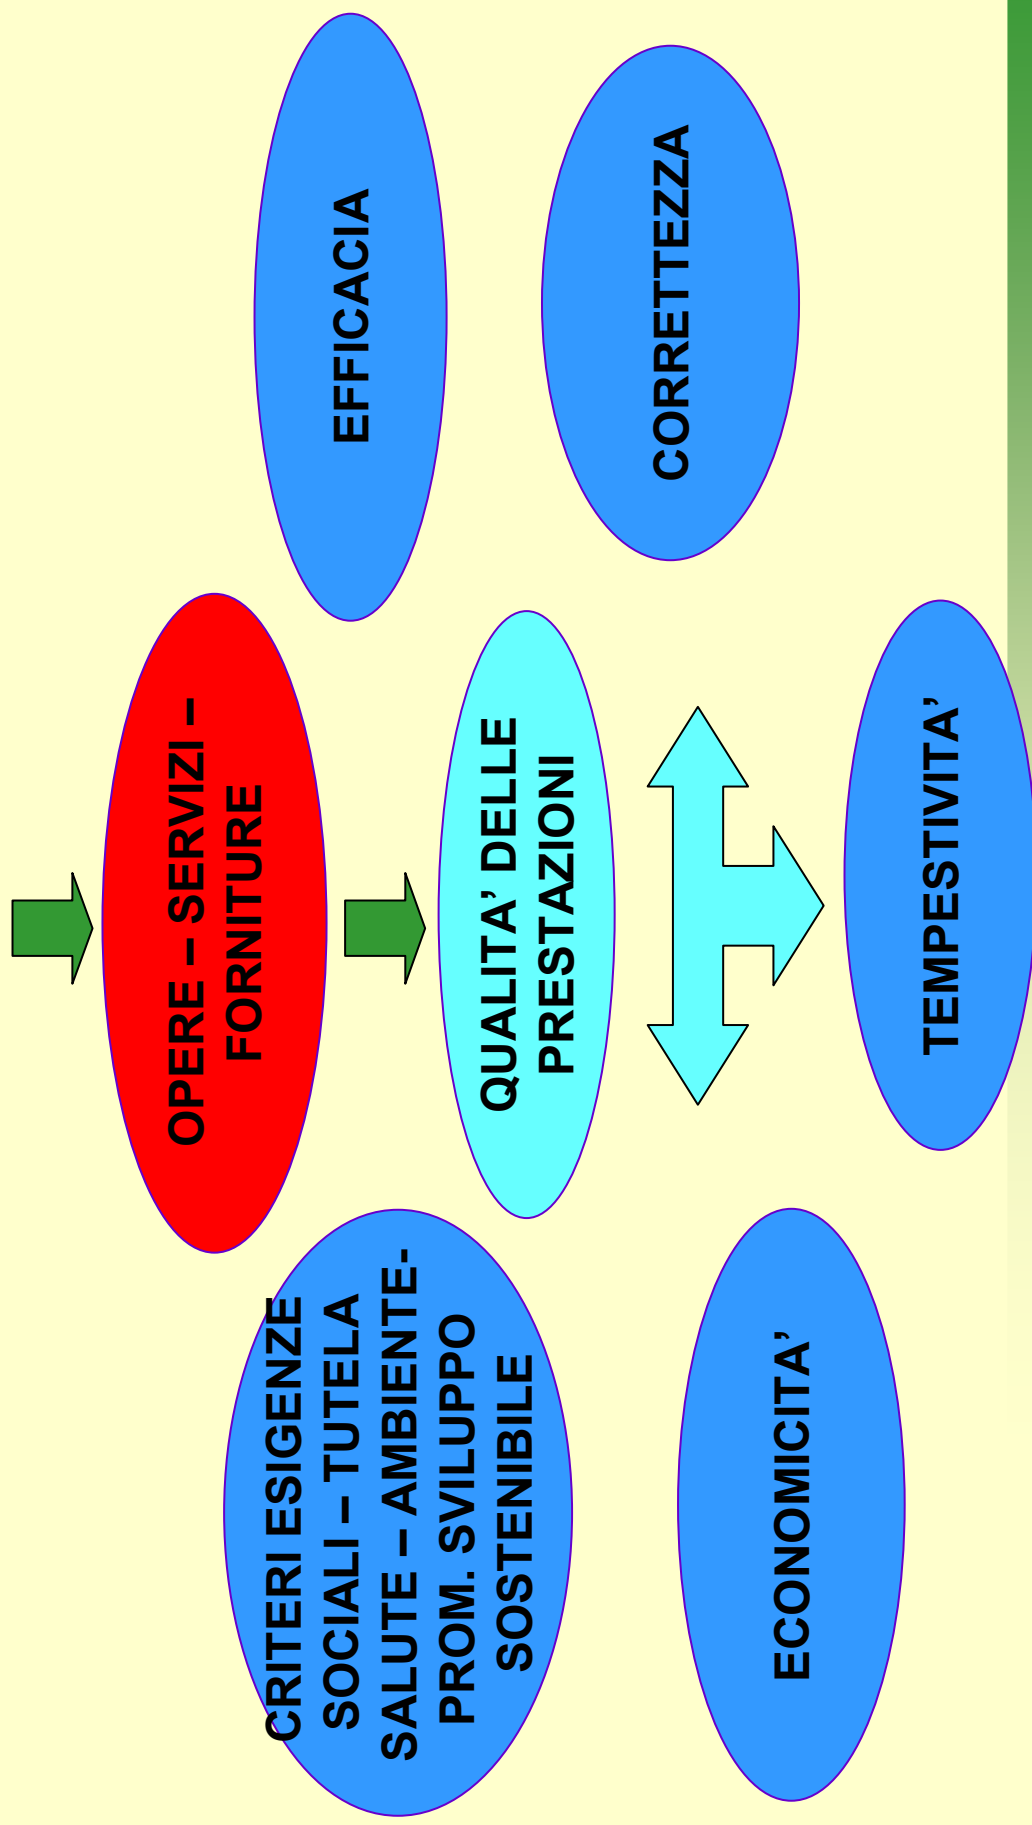 OPERE – SERVIZI –
FORNITURE
CRITERI ESIGENZE
SOCIALI – TUTELA
SALUTE – AMBIENTE-
PROM. SVILUPPO
SOSTENIBILE
EFFICACIA
QUALITA’ DELLE
PRESTAZIONI
CORRETTEZZA
ECONOMICITA’
TEMPESTIVITA’